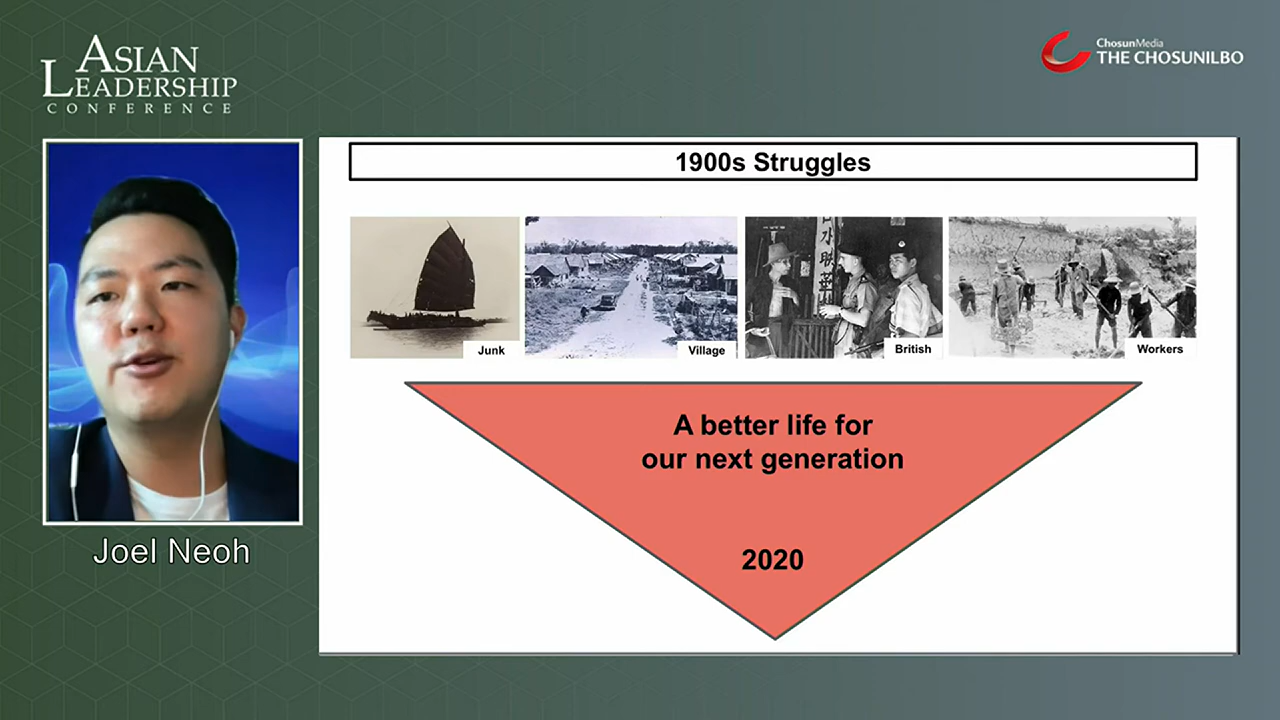 ASIAN
LEADERSHIP
CONFERENCE
ChosunMedia
THE CHOSUNILBO
1900s Struggles
Junk
Village
British
Workers
A better life for
our next generation
2020
Joel Neoh